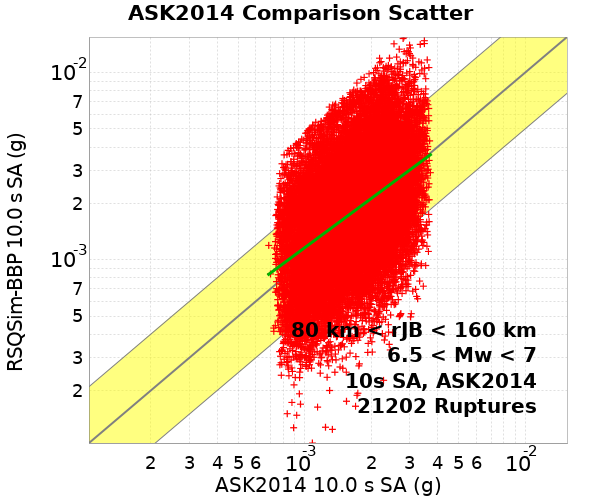 ASK2014 Comparison Scatter
RSQSim-BBP 10.0 s SA (g)
10-2
7
5
3
2
10-3
7
5
3
2
80 km < rJB < 160 km
6.5 < Mw < 7
10s SA, ASK2014
21202 Ruptures
2 3 4 5 6 10-3 2 3 4 5 6 10-2
ASK2014 10.0 s SA (g)